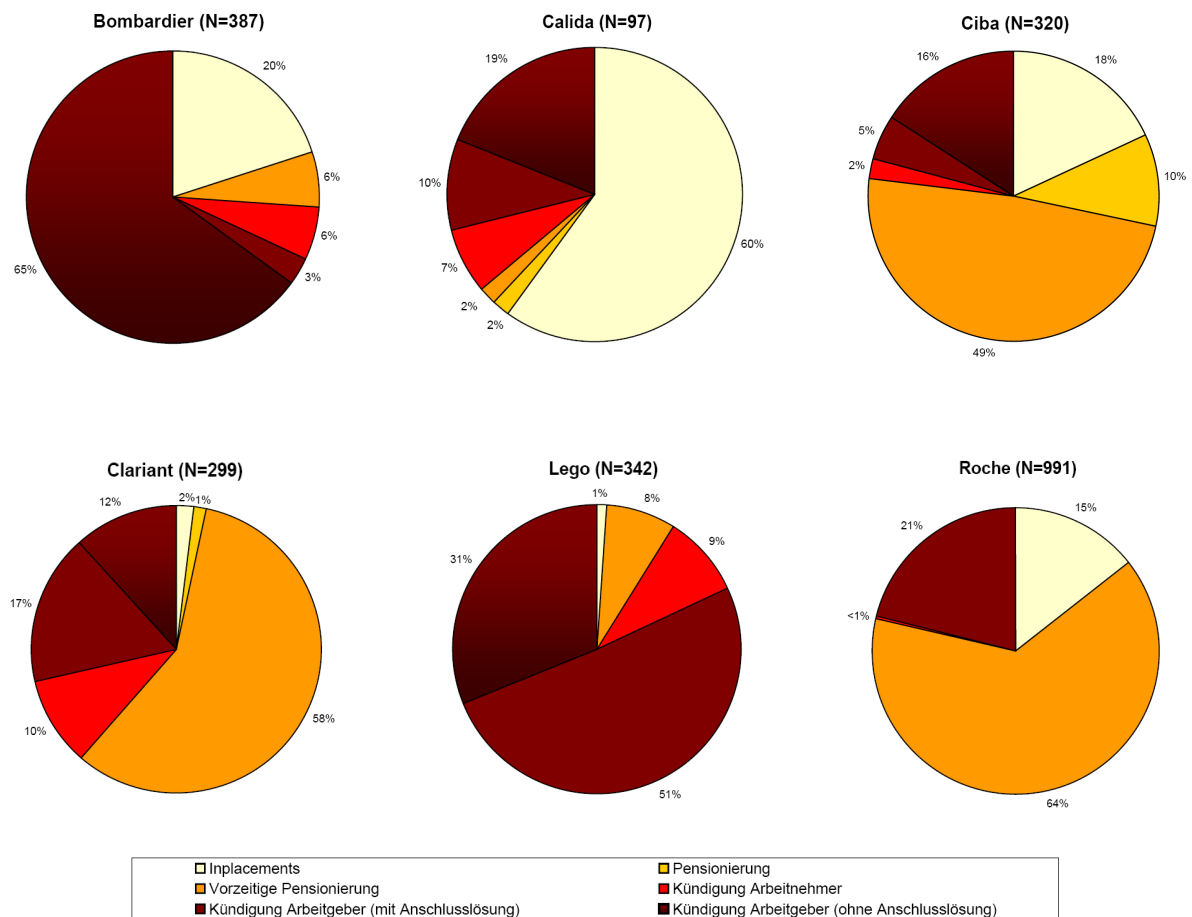 Bombardier (N=387)
20%
6%
6%
3%
65%
Calida (N=97)
19%
10%
7%
2%
2%
60%
Ciba (N=320)
16%
18%
5%
2%
10%
49%
Clariant (N=299)
12%
2%
1%
17%
10%
58%
Lego (N=342)
1%
8%
9%
31%
51%
Roche (N=991)
15%
21%
<1%
64%
Inplacements
Pensionierung
Vorzeitige Pensionierung
Kündigung Arbeitnehmer
Kündigung Arbeitgeber (mit Anschlusslösung)
Kündigung Arbeitgeber (ohne Anschlusslösung)